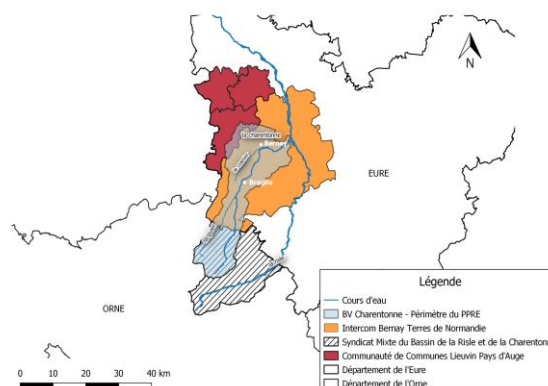 N
la charentonne
Bernay
Broglie
EURE
ORNE
0 10 20 30 40 km
Légende
Cours d'eau
BV Charentonne - Périmètre du PPRE
Intercom Bernay Terres de Normandie
Syndicat Mixte du Bassin de la Risle et de la Charenton
Communauté de Communes Lieuvin Pays d'Auge
Département de l'Eure
Département de l'Orne